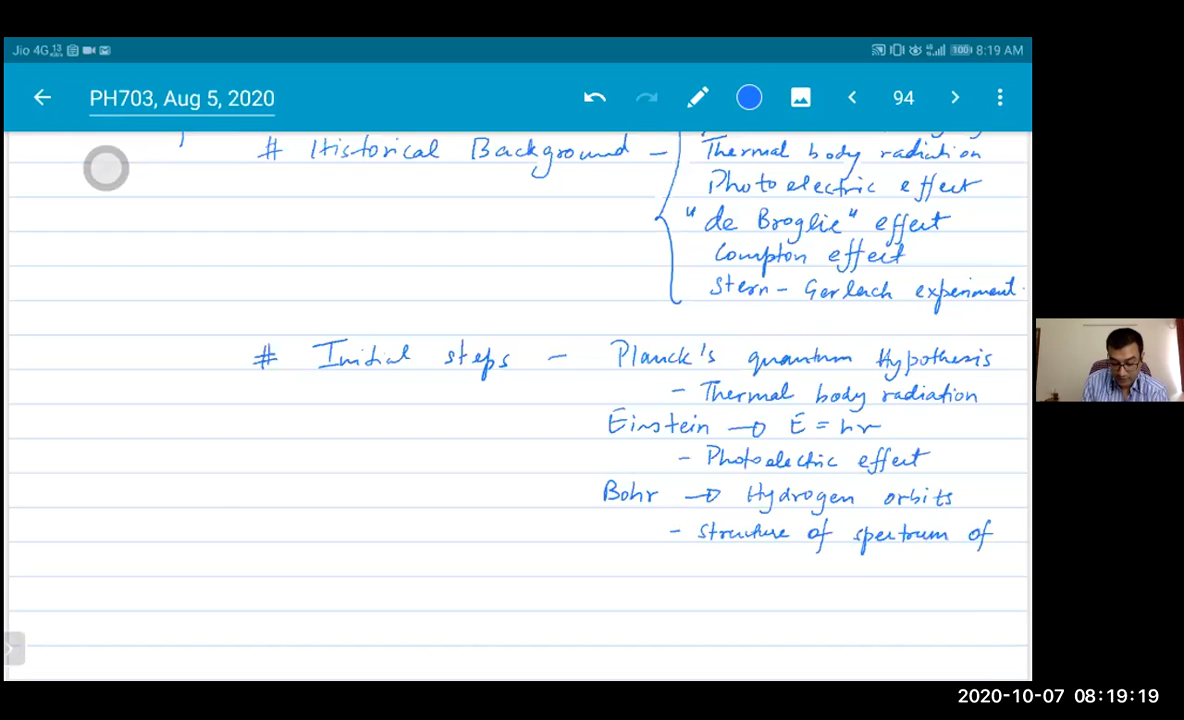 Jio 4G 8:19 AM
PH703, Aug 5, 2020 94
# Historical Background - Thermal body radiation
Photoelectric effect
"de Broglie" effect
Compton effect
Stern - Gerlach experiment.
# Initial steps - Planck's quantum Hypothesis
- Thermal body radiation
Einstein → E = hν
- Photoelectric effect
Bohr → Hydrogen orbits
- Structure of spectrum of
2020-10-07 08:19:19